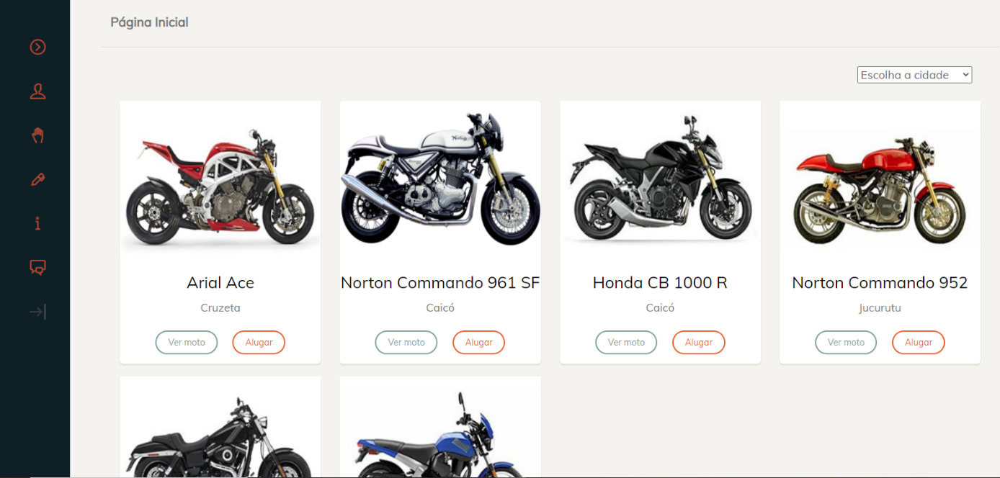 Página Inicial
Escolha a cidade
Norton
Arial Ace
Norton Commando 961 SF
Honda CB 1000 R
Norton Commando 952
Cruzeta
Caicó
Caicó
Jucurutu
Ver moto Alugar
Ver moto Alugar
Ver moto Alugar
Ver moto Alugar